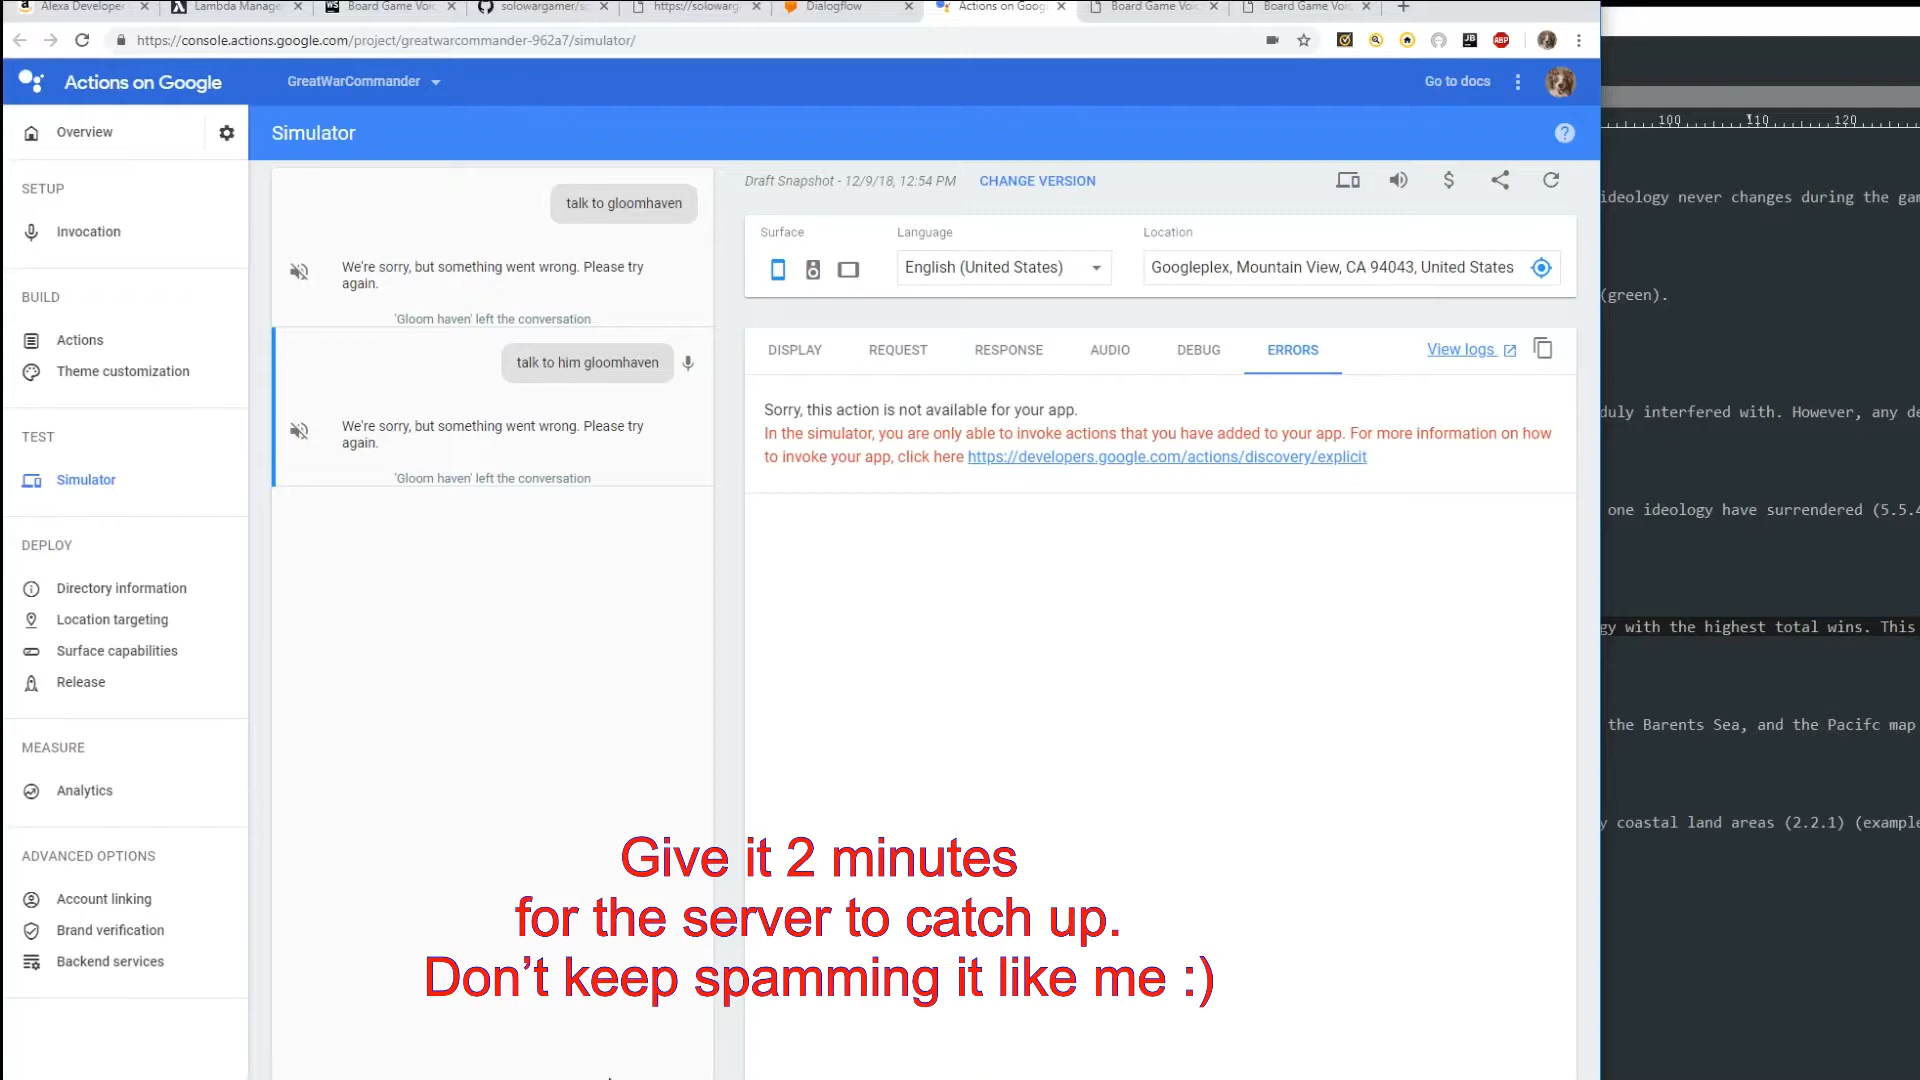 Alexa Developer
Lambda Manage
Board Game Voic
solowargamer/sc
https://solowarg
Dialogflow
Actions on Goog
Board Game Voic
Board Game Voic
https://console.actions.google.com/project/greatwarcommander-962a7/simulator/
ABP
Actions on Google
GreatWarCommander
Go to docs
Overview
Simulator
SETUP
Invocation
BUILD
Actions
Theme customization
TEST
Simulator
DEPLOY
Directory information
Location targeting
Surface capabilities
Release
MEASURE
Analytics
ADVANCED OPTIONS
Account linking
Brand verification
Backend services
talk to gloomhaven
We're sorry, but something went wrong. Please try
again.
'Gloom haven' left the conversation
talk to him gloomhaven
We're sorry, but something went wrong. Please try
again.
'Gloom haven' left the conversation
Draft Snapshot - 12/9/18, 12:54 PM
CHANGE VERSION
Surface
Language
Location
English (United States)
Googleplex, Mountain View, CA 94043, United States
DISPLAY
REQUEST
RESPONSE
AUDIO
DEBUG
ERRORS
View logs
Sorry, this action is not available for your app.
In the simulator, you are only able to invoke actions that you have added to your app. For more information on how
to invoke your app, click here https://developers.google.com/actions/discovery/explicit
100 110 120
ideology never changes during the gam
(green).
duly interfered with. However, any de
one ideology have surrendered (5.5.4
gy with the highest total wins. This
the Barents Sea, and the Pacifc map
y coastal land areas (2.2.1) (example
Give it 2 minutes
for the server to catch up.
Don't keep spamming it like me :)